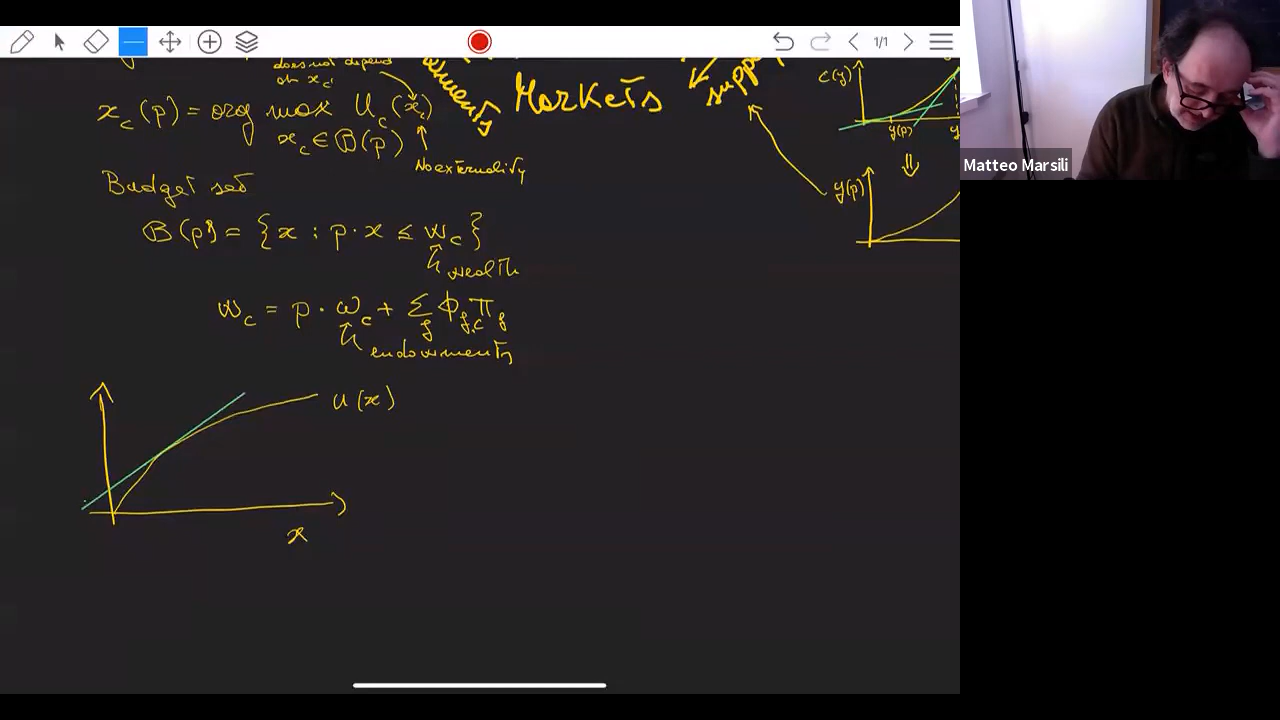 1/1
does not depend
on x_c'
x_c(p) = arg max U_c(x_c)
x_c ∈ B(p)
No externality
Markets
Budget set
B(p) = {x : p · x ≤ w_c}
wealth
w_c = p · ω_c + Σ_f Φ_{f,c} π_f
endowments
u(x)
x
c(y)
y(p)
y(p)
Matteo Marsili